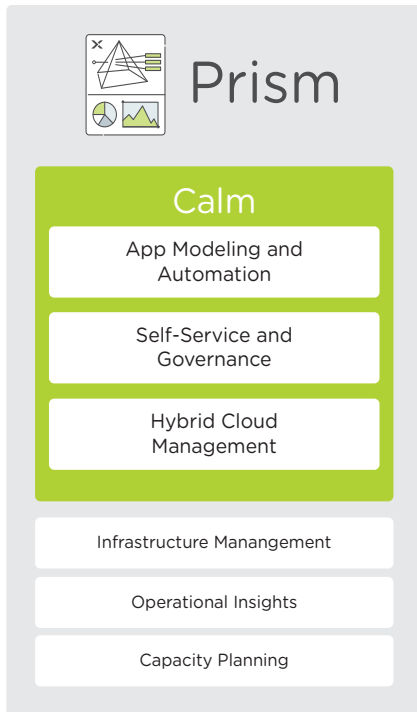 Prism
Calm
App Modeling and
Automation
Self-Service and
Governance
Hybrid Cloud
Management
Infrastructure Manangement
Operational Insights
Capacity Planning